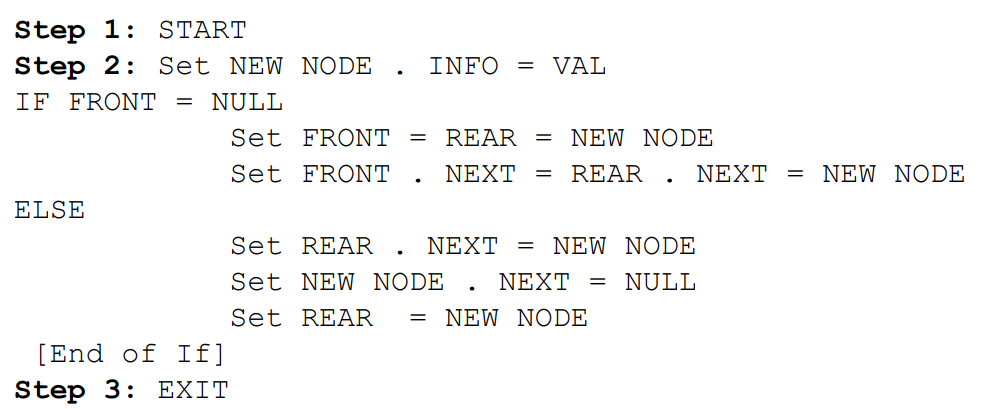 Step 1: START
Step 2: Set NEW NODE . INFO = VAL
IF FRONT = NULL
Set FRONT = REAR = NEW NODE
Set FRONT . NEXT = REAR . NEXT = NEW NODE
ELSE
Set REAR . NEXT = NEW NODE
Set NEW NODE . NEXT = NULL
Set REAR = NEW NODE
[End of If]
Step 3: EXIT